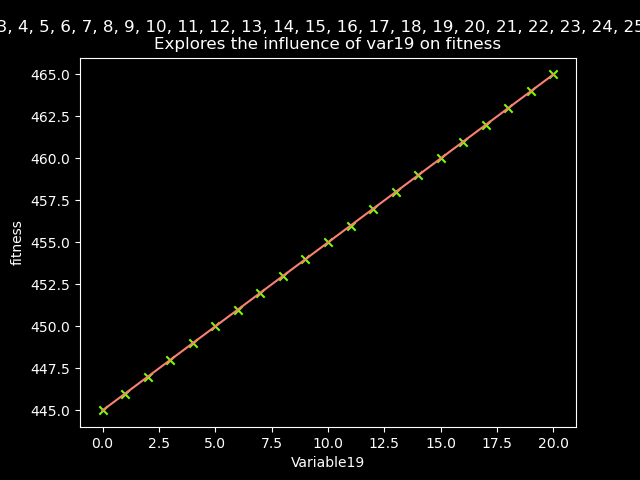 3, 4, 5, 6, 7, 8, 9, 10, 11, 12, 13, 14, 15, 16, 17, 18, 19, 20, 21, 22, 23, 24, 25
Explores the influence of var19 on fitness
465.0
462.5
460.0
457.5
455.0
452.5
450.0
447.5
445.0
fitness
0.0 2.5 5.0 7.5 10.0 12.5 15.0 17.5 20.0
Variable19